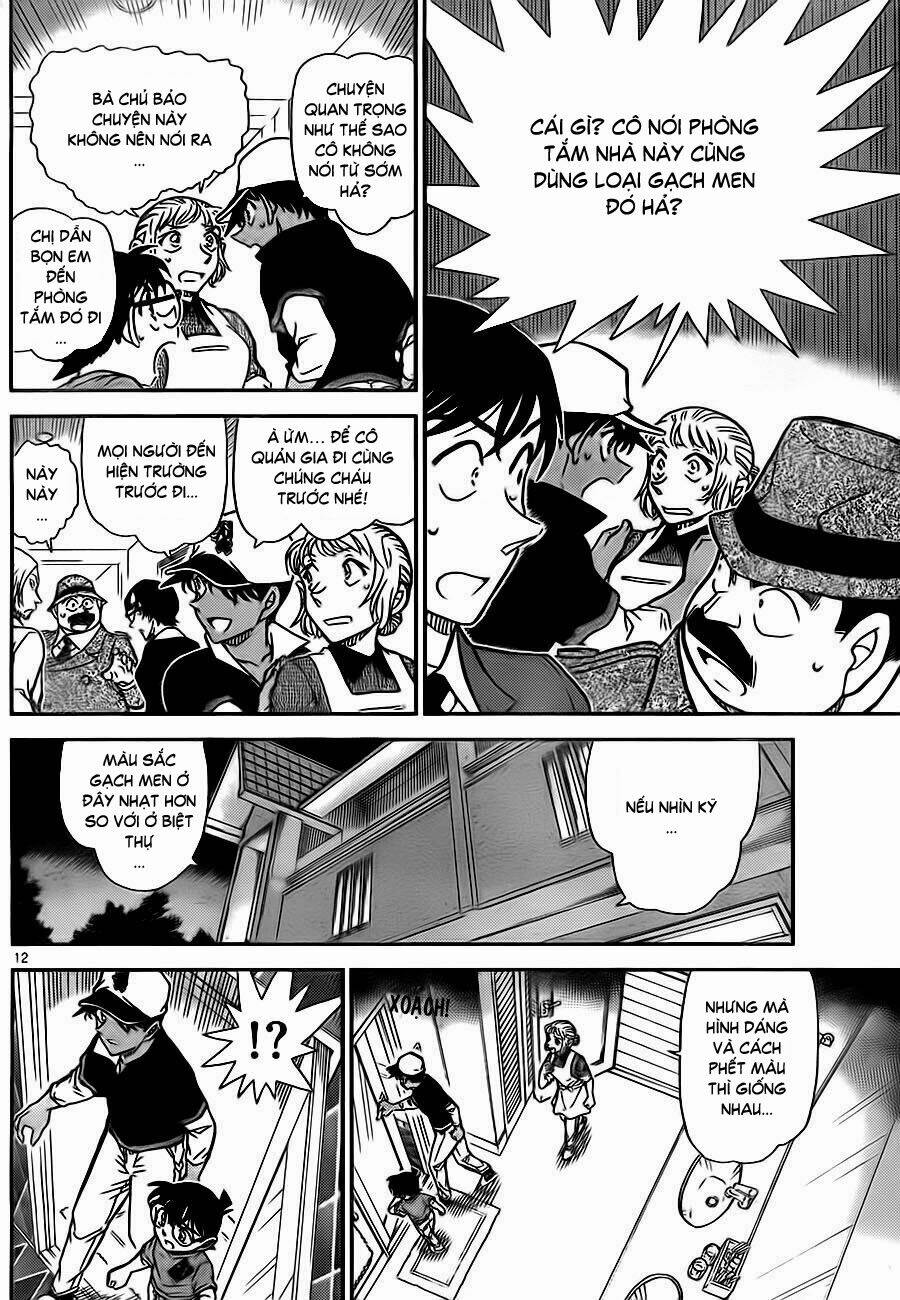 CÁI GÌ? CÔ NÓI PHÒNG
TẮM NHÀ NÀY CŨNG
DÙNG LOẠI GẠCH MEN
ĐÓ HẢ?
CHUYỆN
QUAN TRỌNG
NHƯ THẾ SAO
CÔ KHÔNG
NÓI TỪ SỚM
HẢ?
BÀ CHỦ BẢO
CHUYỆN NÀY
KHÔNG NÊN NÓI RA
...
CHỊ DẪN
BỌN EM
ĐẾN
PHÒNG
TẮM ĐÓ ĐI
...
À ỪM... ĐỂ CÔ
QUẢN GIA ĐI CÙNG
CHÚNG CHÁU
TRƯỚC NHÉ!
MỌI NGƯỜI ĐẾN
HIỆN TRƯỜNG
TRƯỚC ĐI...
NÀY
NÀY
...
NẾU NHÌN KỸ
...
MÀU SẮC
GẠCH MEN Ở
ĐÂY NHẠT HƠN
SO VỚI Ở BIỆT
THỰ
...
12
NHƯNG MÀ
HÌNH DÁNG
VÀ CÁCH
PHẾT MÀU
THÌ GIỐNG
NHAU...
XOẠCH!
!?